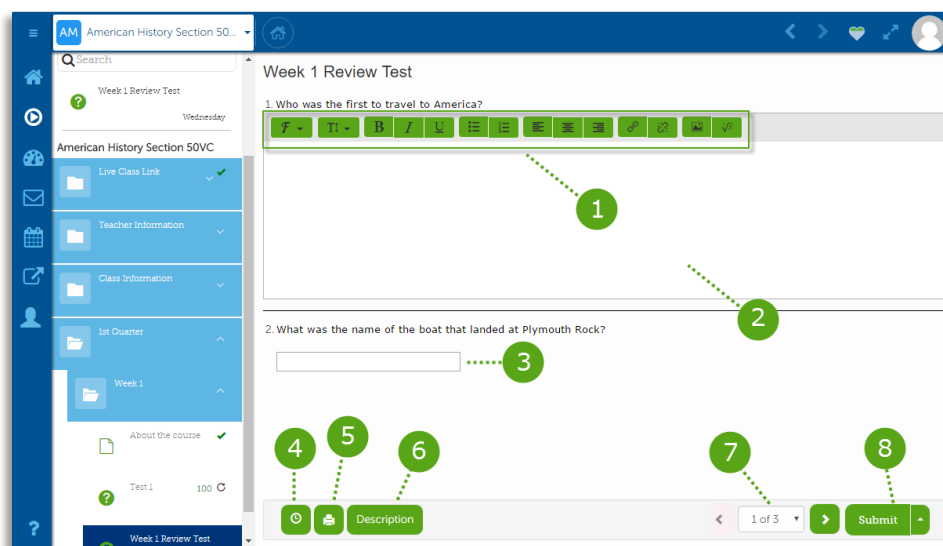 AM American History Section 50...
Search
Week 1 Review Test
Wednesday
American History Section 50VC
Live Class Link
Teacher Information
Class Information
1st Quarter
Week 1
About the course
Test 1 100
Week 1 Review Test
?
Week 1 Review Test
1. Who was the first to travel to America?
F T B I U √x
1
2
2. What was the name of the boat that landed at Plymouth Rock?
3
4 5 6 7 8
Description 1 of 3 Submit